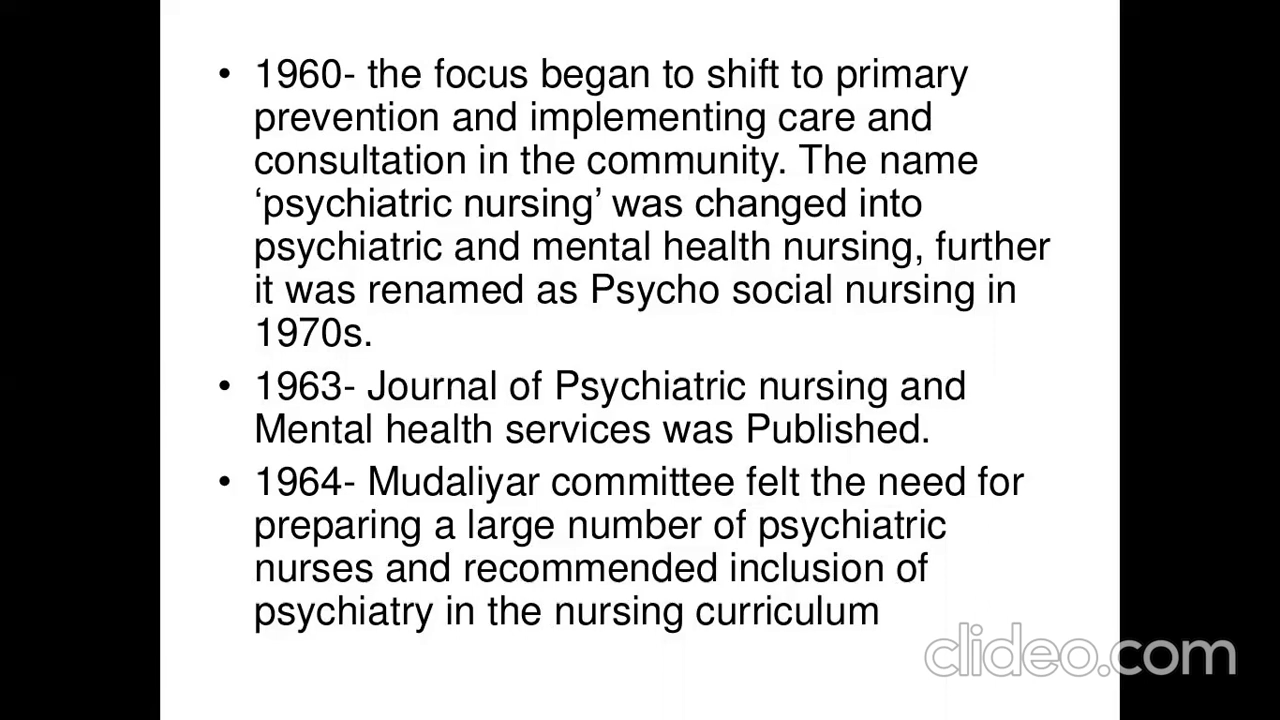 • 1960- the focus began to shift to primary
prevention and implementing care and
consultation in the community. The name
‘psychiatric nursing’ was changed into
psychiatric and mental health nursing, further
it was renamed as Psycho social nursing in
1970s.
• 1963- Journal of Psychiatric nursing and
Mental health services was Published.
• 1964- Mudaliyar committee felt the need for
preparing a large number of psychiatric
nurses and recommended inclusion of
psychiatry in the nursing curriculum
clideo.com